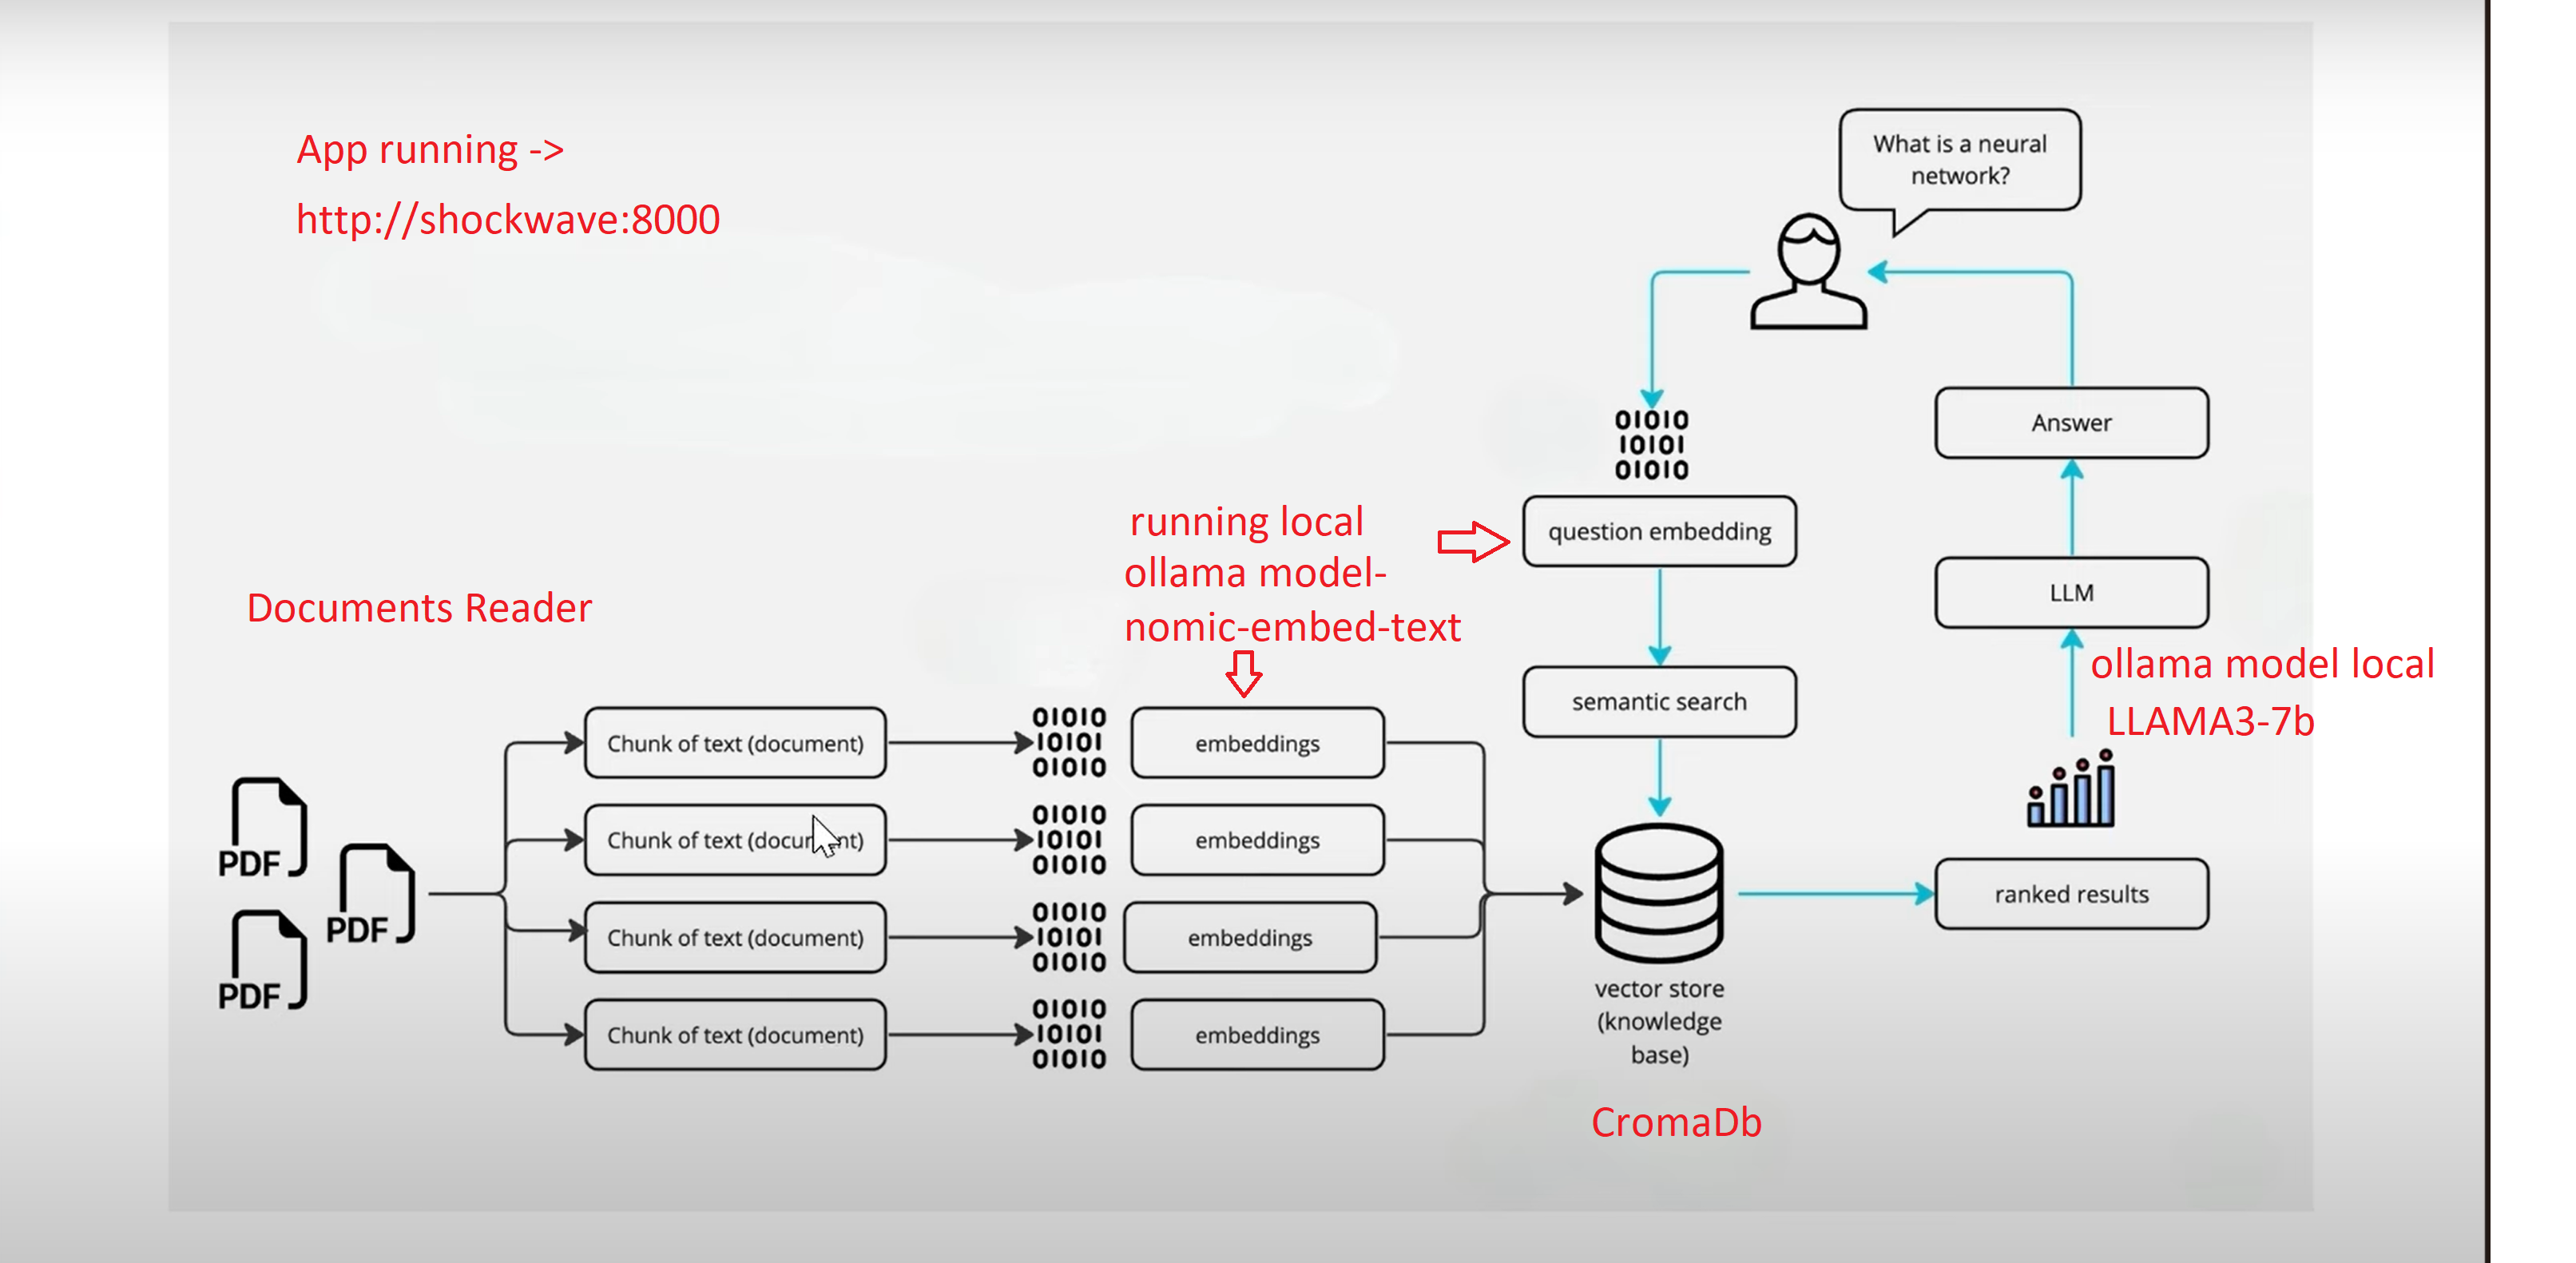 App running ->
http://shockwave:8000
What is a neural
network?
01010
10101
01010
Answer
question embedding
running local
ollama model-
nomic-embed-text
LLM
Documents Reader
ollama model local
LLAMA3-7b
semantic search
Chunk of text (document)
01010
10101
01010
embeddings
Chunk of text (document)
01010
10101
01010
embeddings
PDF
PDF
PDF
Chunk of text (document)
01010
10101
01010
embeddings
Chunk of text (document)
01010
10101
01010
embeddings
ranked results
vector store
(knowledge
base)
CromaDb